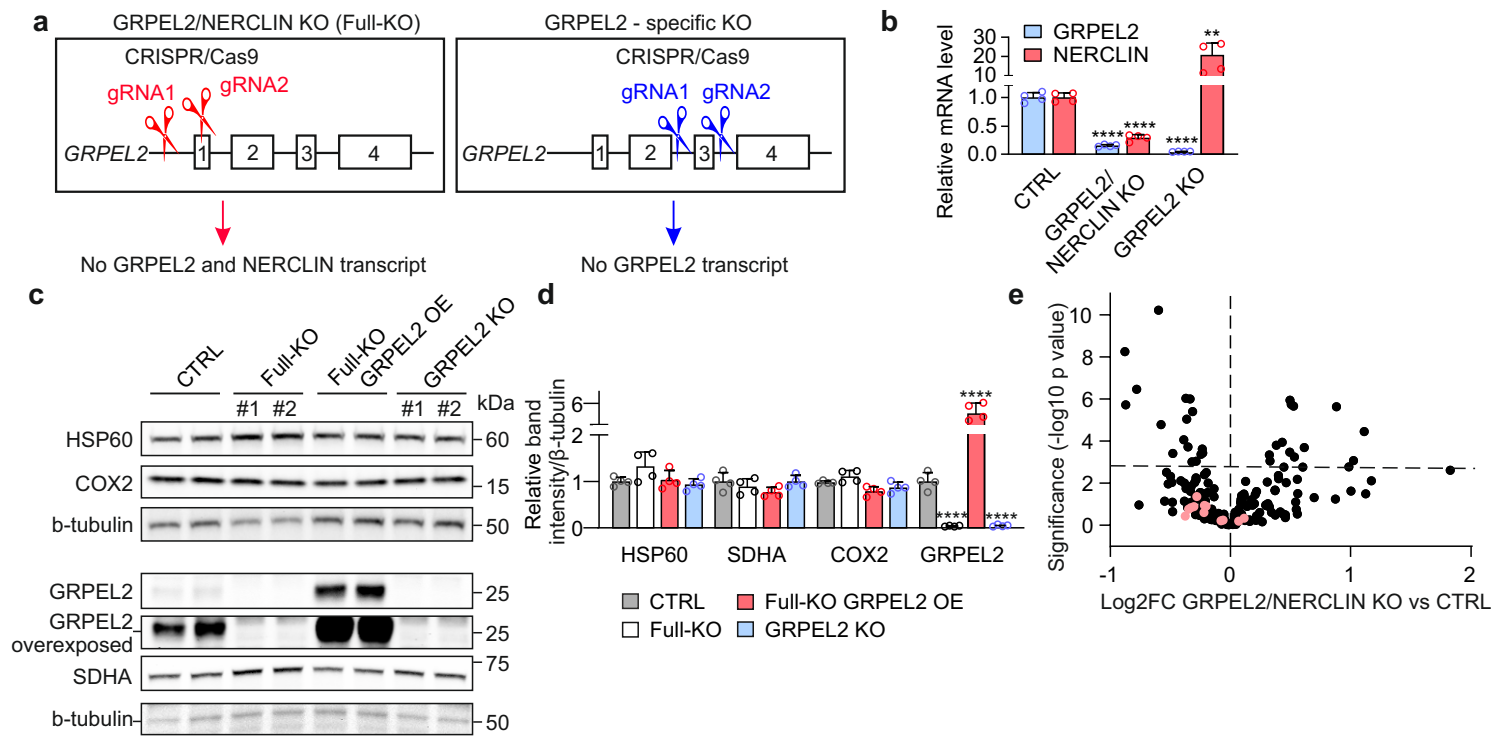 a
GRPEL2/NERCLIN KO (Full-KO)
CRISPR/Cas9
gRNA1
gRNA2
GRPEL2
1
2
3
4
No GRPEL2 and NERCLIN transcript
GRPEL2 - specific KO
CRISPR/Cas9
gRNA1
gRNA2
GRPEL2
1
2
3
4
No GRPEL2 transcript
b
GRPEL2
NERCLIN
Relative mRNA level
30
20
10
1.0
0.5
0.0
****
****
****
**
CTRL
GRPEL2/
NERCLIN KO
GRPEL2 KO
c
CTRL
Full-KO
Full-KO
GRPEL2 OE
GRPEL2 KO
#1 #2
#1 #2
kDa
HSP60
60
COX2
15
b-tubulin
50
GRPEL2
25
GRPEL2
overexposed
25
SDHA
75
b-tubulin
50
d
Relative band
intensity/β-tubulin
6
2
1
0
****
****
****
HSP60
SDHA
COX2
GRPEL2
CTRL
Full-KO
Full-KO GRPEL2 OE
GRPEL2 KO
e
Significance (-log10 p value)
10
8
6
4
2
0
-1
0
1
2
Log2FC GRPEL2/NERCLIN KO vs CTRL